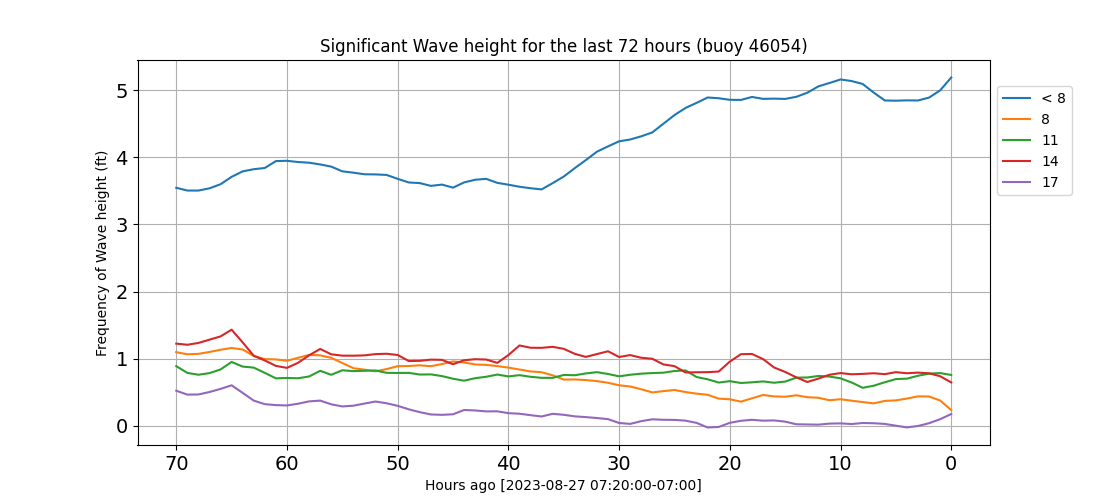 Significant Wave height for the last 72 hours (buoy 46054)
Frequency of Wave height (ft)
5
4
3
2
1
0
70 60 50 40 30 20 10 0
Hours ago [2023-08-27 07:20:00-07:00]
< 8
8
11
14
17